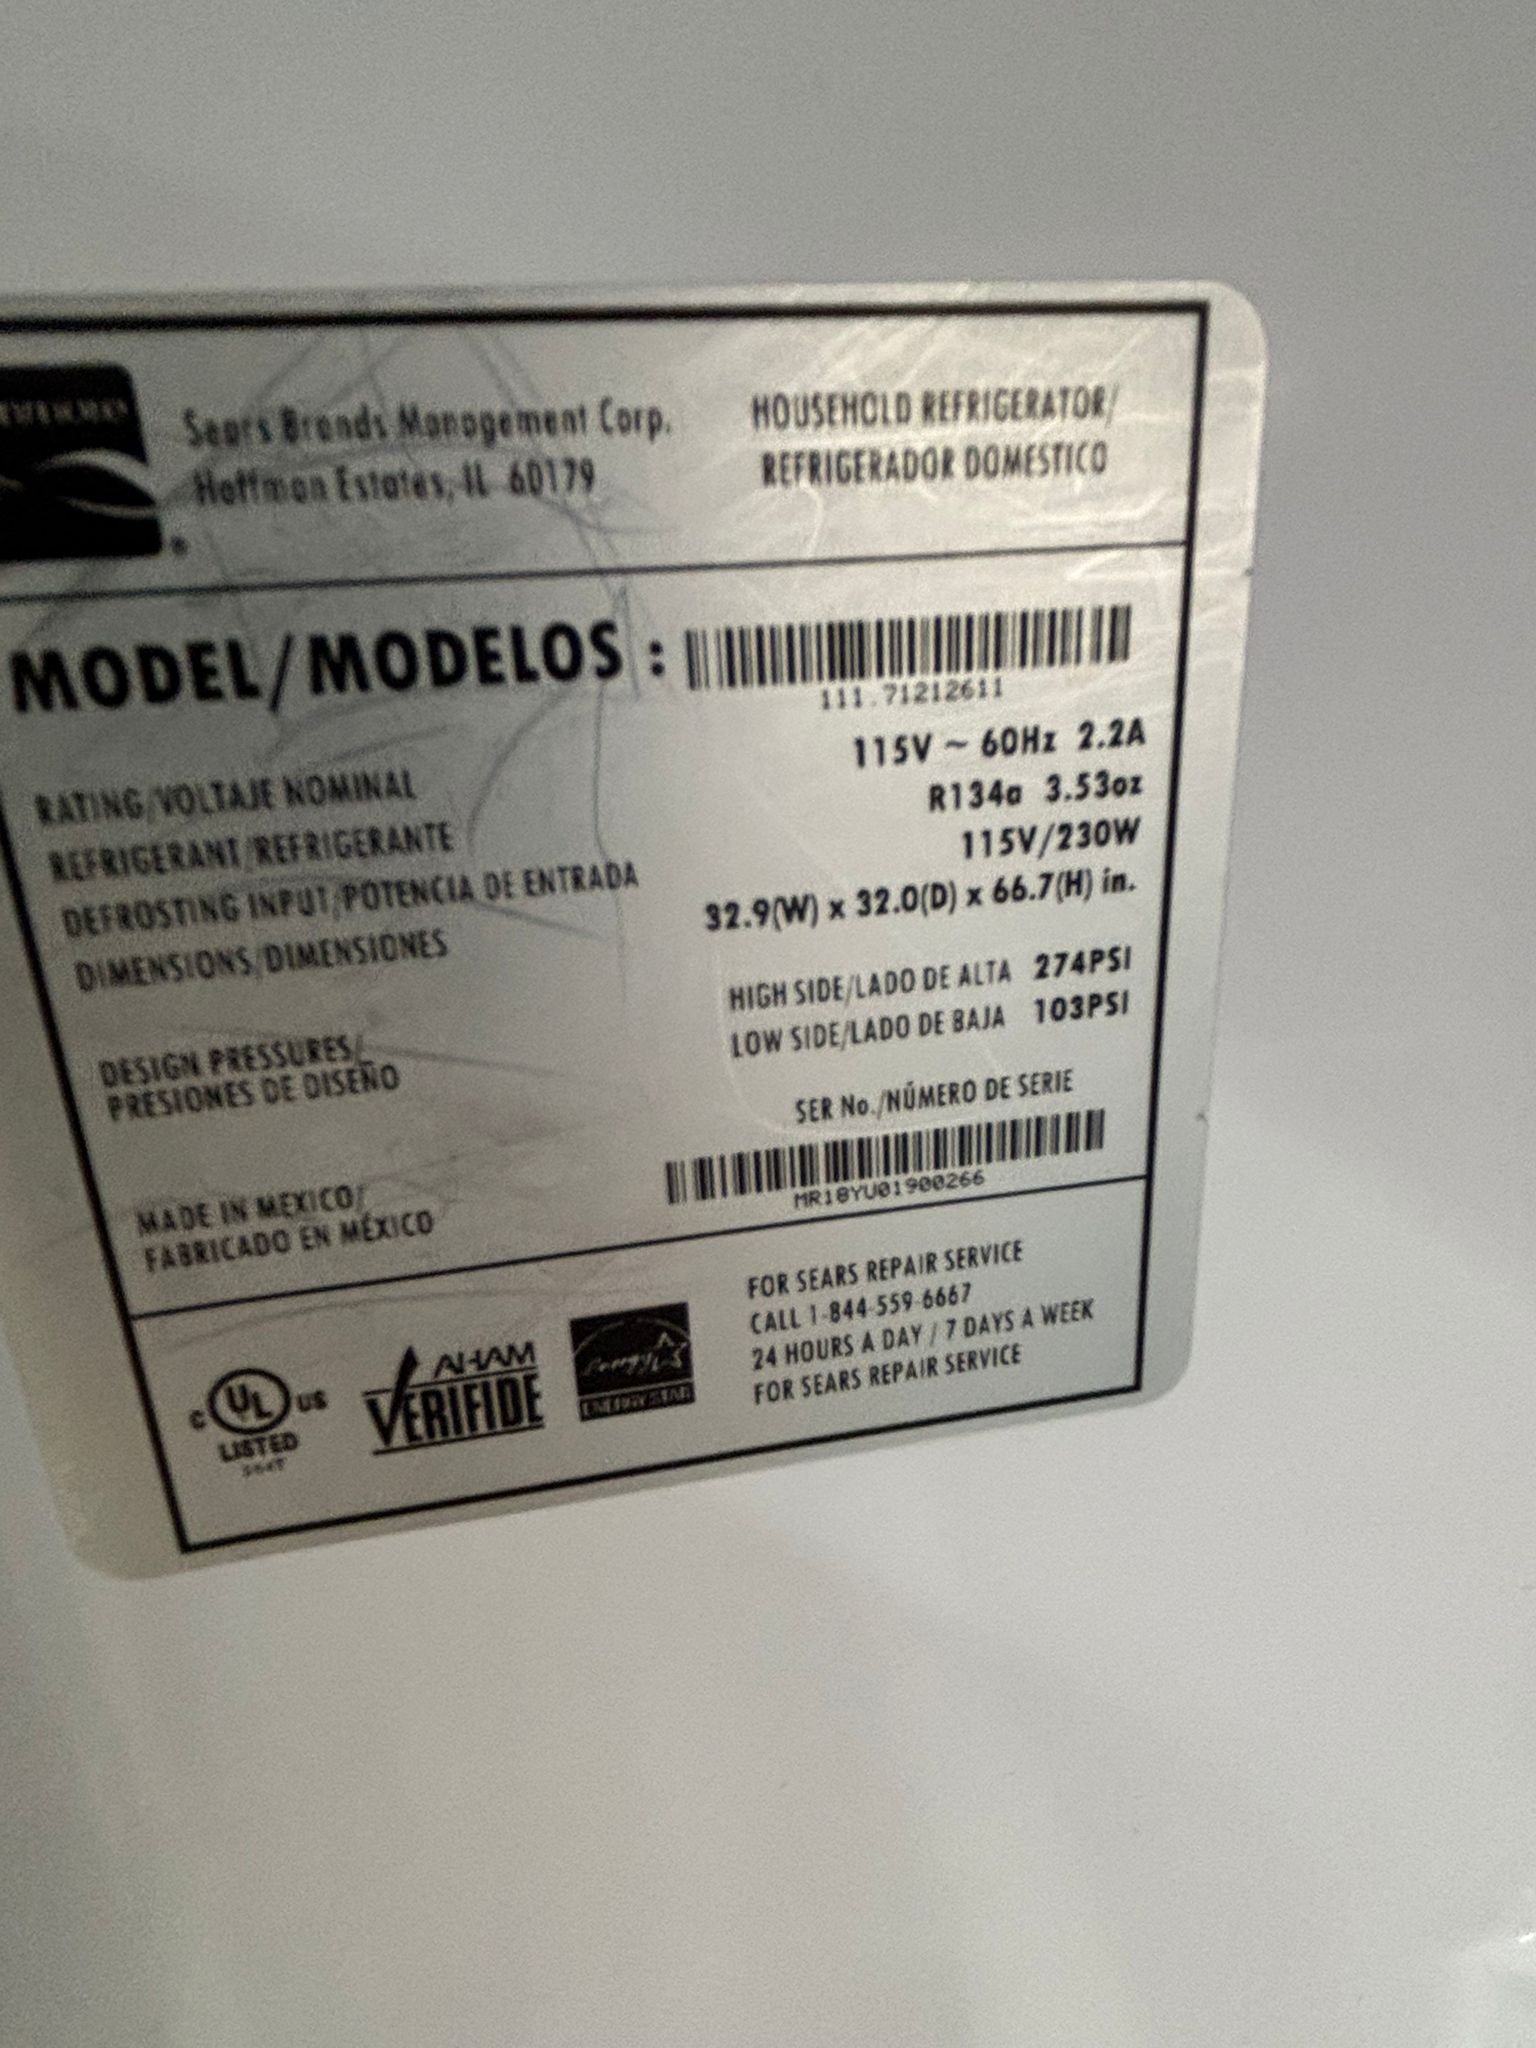 Sears Brands Management Corp.
Hoffman Estates, IL 60179
HOUSEHOLD REFRIGERATOR/
REFRIGERADOR DOMESTICO
MODEL/MODELOS :
111.71212611
RATING/VOLTAJE NOMINAL 115V ~ 60Hz 2.2A
REFRIGERANT/REFRIGERANTE R134a 3.53oz
DEFROSTING INPUT/POTENCIA DE ENTRADA 115V/230W
DIMENSIONS/DIMENSIONES 32.9(W) x 32.0(D) x 66.7(H) in.
DESIGN PRESSURES/
PRESIONES DE DISEÑO
HIGH SIDE/LADO DE ALTA 274PSI
LOW SIDE/LADO DE BAJA 103PSI
SER No./NÚMERO DE SERIE
MR18YU01900266
MADE IN MEXICO/
FABRICADO EN MÉXICO
C UL US
LISTED
AHAM
VERIFIDE
energy
ENERGY STAR
FOR SEARS REPAIR SERVICE
CALL 1-844-559-6667
24 HOURS A DAY / 7 DAYS A WEEK
FOR SEARS REPAIR SERVICE